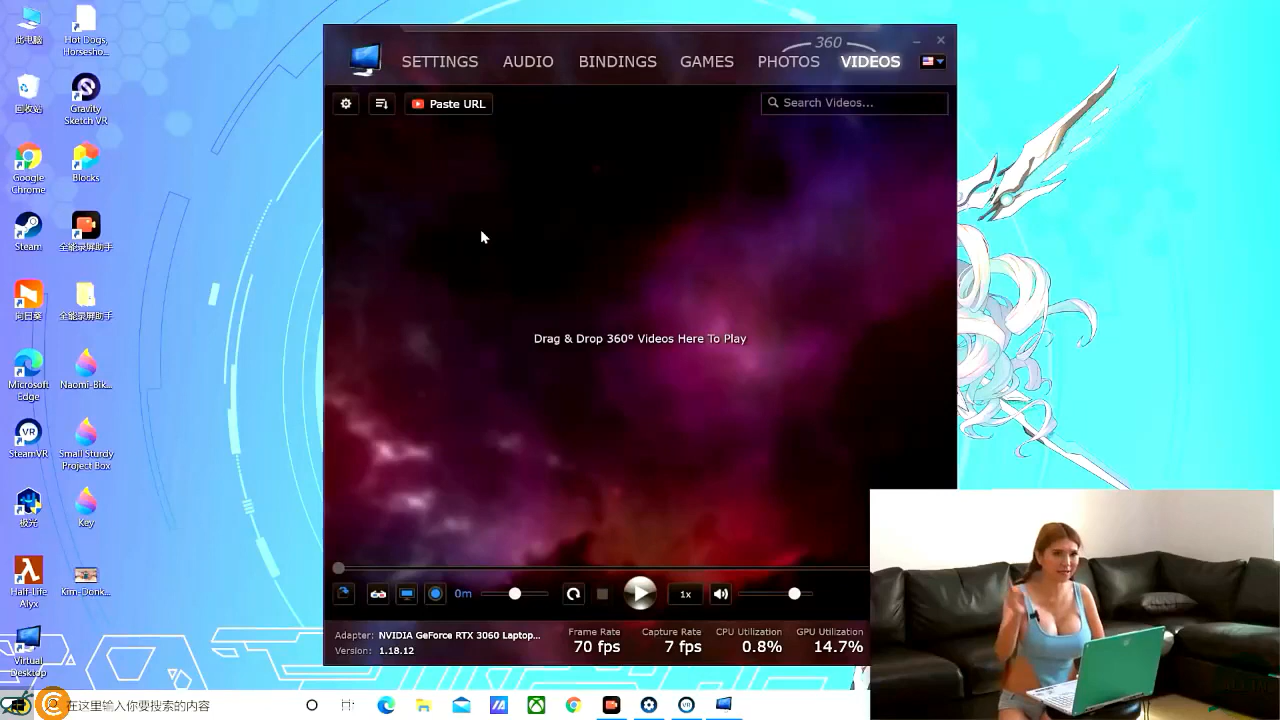 此电脑
Hot Dogs,
Horsesho...
回收站
Gravity
Sketch VR
Google
Chrome
Blocks
Steam
全能录屏助手
向日葵
全能录屏助手
Microsoft
Edge
Naomi-Bik...
SteamVR
Small Sturdy
Project Box
极光
Key
Half-Life
Alyx
Kim-Donk...
Virtual
Desktop
360
SETTINGS AUDIO BINDINGS GAMES PHOTOS VIDEOS
Paste URL
Search Videos...
Drag & Drop 360º Videos Here To Play
0m
1x
Adapter: NVIDIA GeForce RTX 3060 Laptop...
Version: 1.18.12
Frame Rate
70 fps
Capture Rate
7 fps
CPU Utilization
0.8%
GPU Utilization
14.7%
在这里输入你要搜索的内容